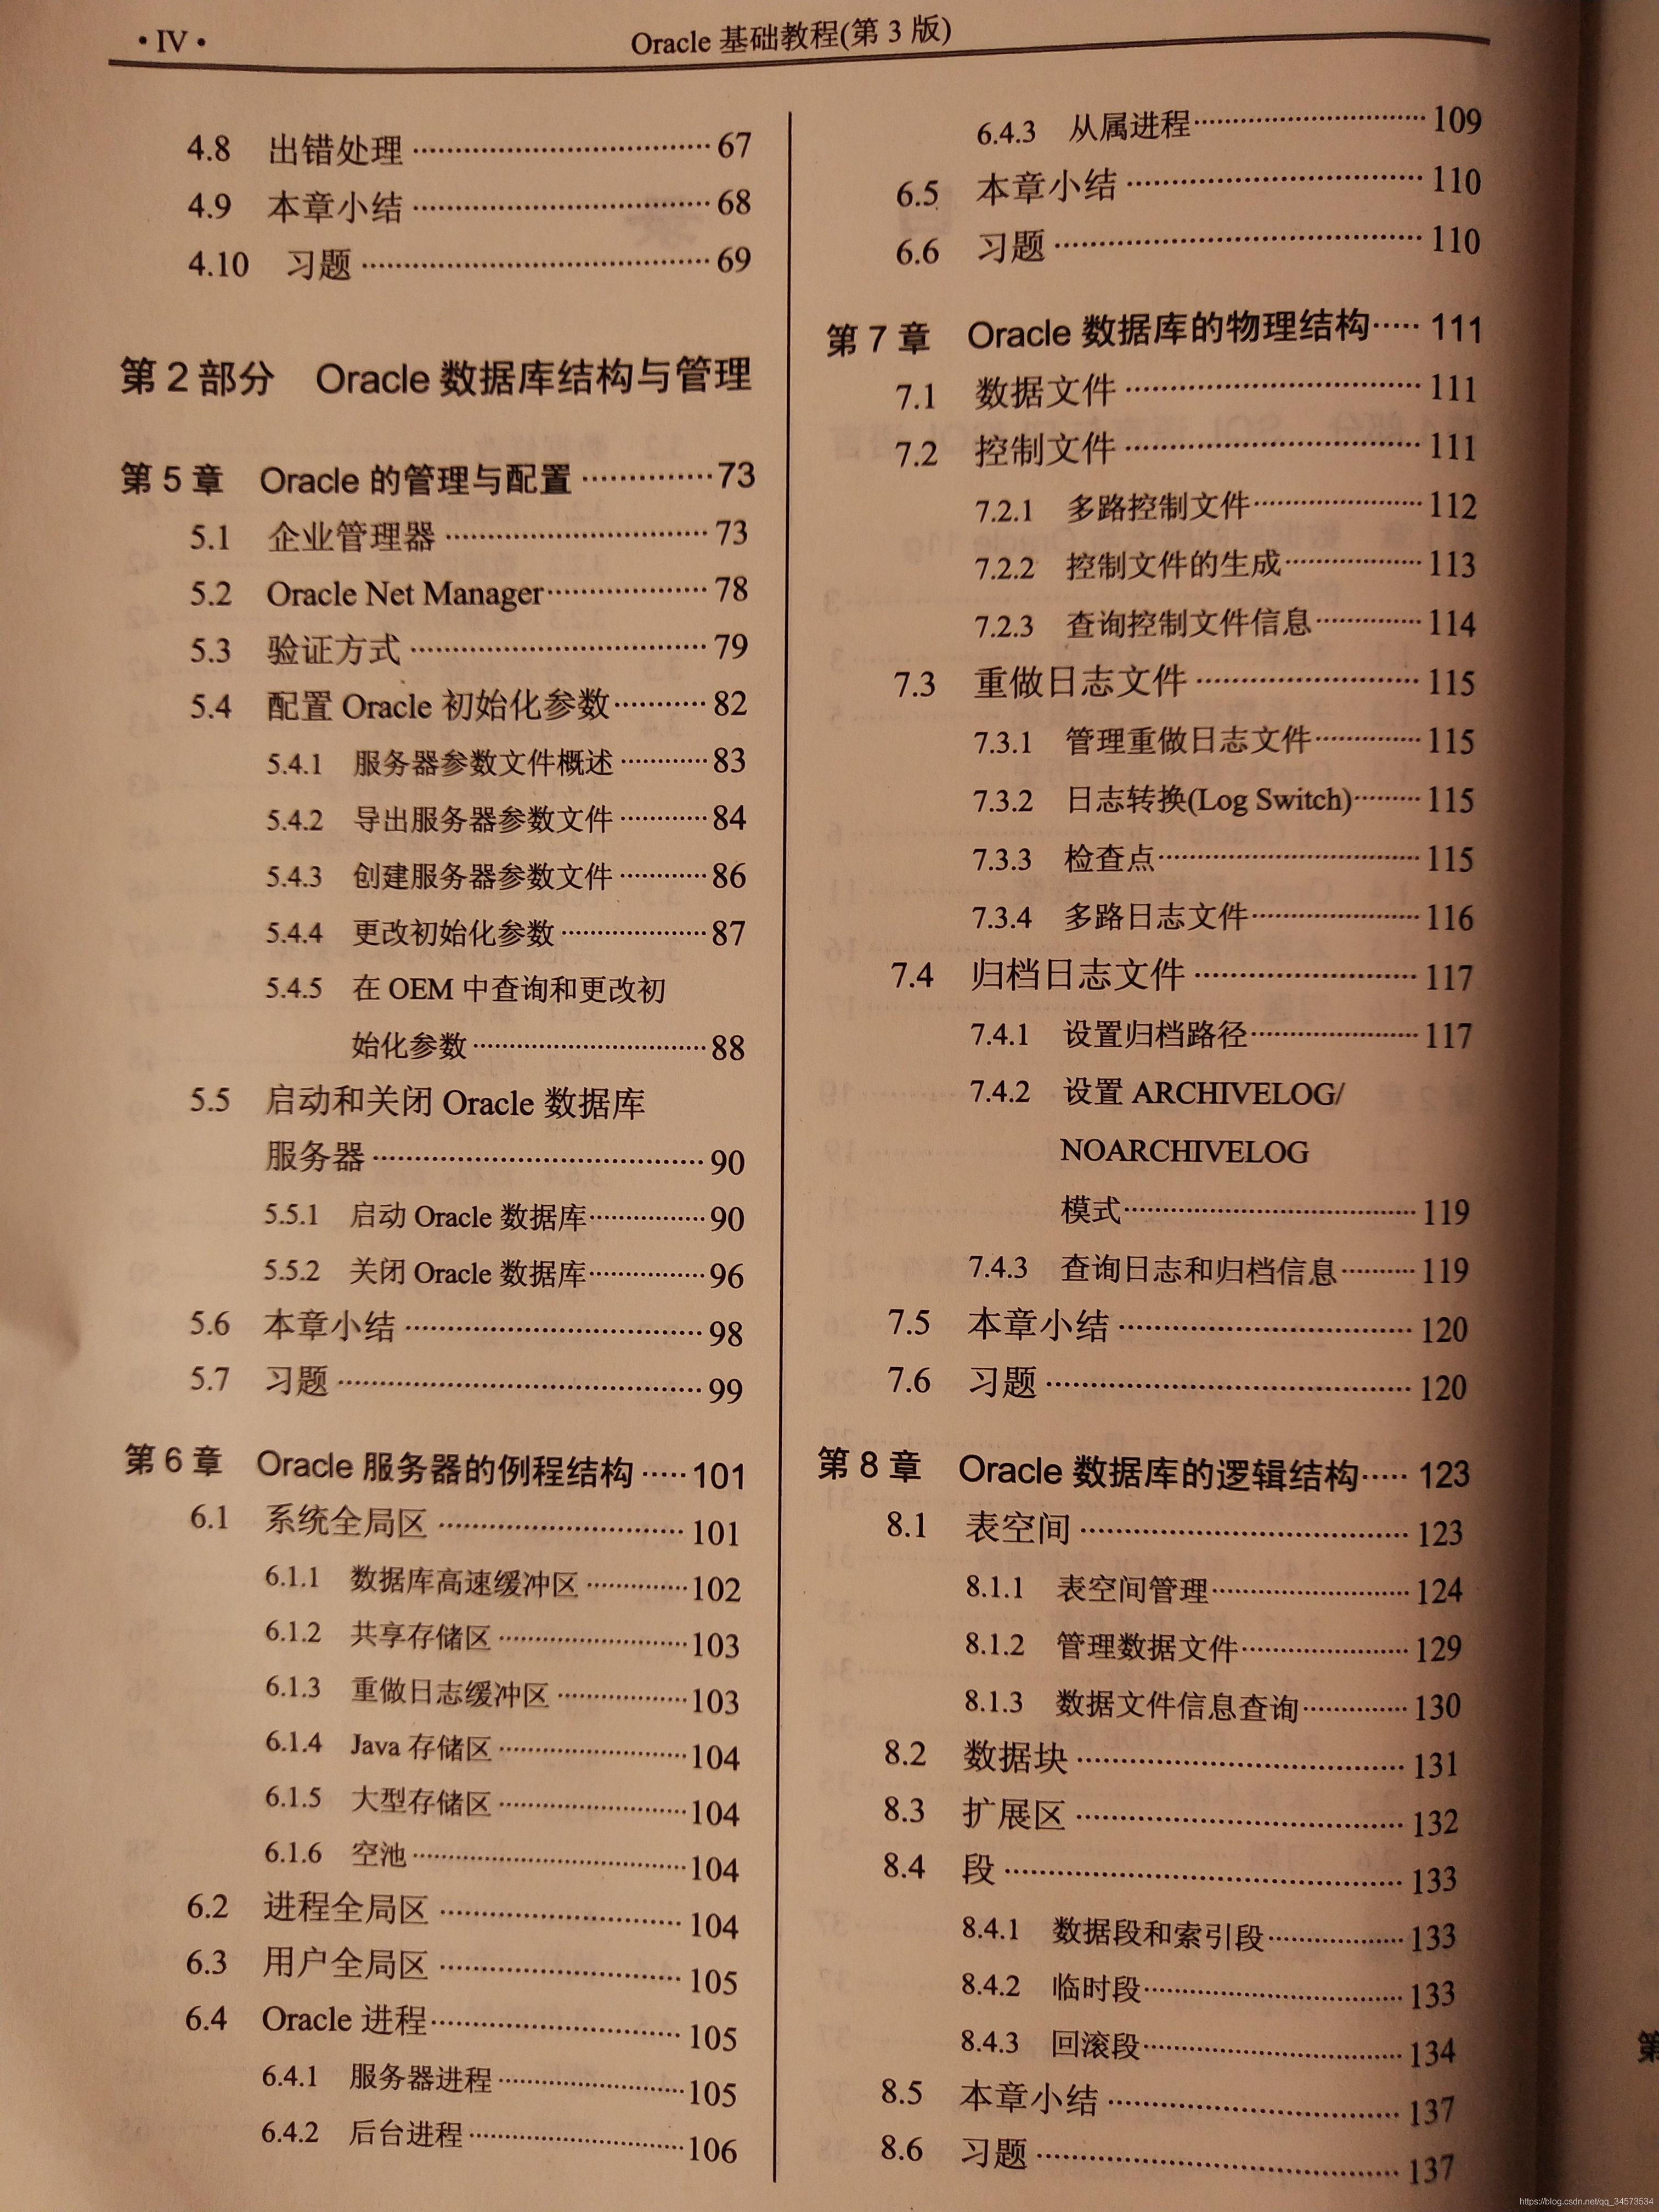 • IV •
Oracle 基础教程(第 3 版)
4.8 出错处理 67
4.9 本章小结 68
4.10 习题 69
第 2 部分 Oracle 数据库结构与管理
第 5 章 Oracle 的管理与配置 73
5.1 企业管理器 73
5.2 Oracle Net Manager 78
5.3 验证方式 79
5.4 配置 Oracle 初始化参数 82
5.4.1 服务器参数文件概述 83
5.4.2 导出服务器参数文件 84
5.4.3 创建服务器参数文件 86
5.4.4 更改初始化参数 87
5.4.5 在 OEM 中查询和更改初
始化参数 88
5.5 启动和关闭 Oracle 数据库
服务器 90
5.5.1 启动 Oracle 数据库 90
5.5.2 关闭 Oracle 数据库 96
5.6 本章小结 98
5.7 习题 99
第 6 章 Oracle 服务器的例程结构 101
6.1 系统全局区 101
6.1.1 数据库高速缓冲区 102
6.1.2 共享存储区 103
6.1.3 重做日志缓冲区 103
6.1.4 Java 存储区 104
6.1.5 大型存储区 104
6.1.6 空池 104
6.2 进程全局区 104
6.3 用户全局区 105
6.4 Oracle 进程 105
6.4.1 服务器进程 105
6.4.2 后台进程 106
6.4.3 从属进程 109
6.5 本章小结 110
6.6 习题 110
第 7 章 Oracle 数据库的物理结构 111
7.1 数据文件 111
7.2 控制文件 111
7.2.1 多路控制文件 112
7.2.2 控制文件的生成 113
7.2.3 查询控制文件信息 114
7.3 重做日志文件 115
7.3.1 管理重做日志文件 115
7.3.2 日志转换(Log Switch) 115
7.3.3 检查点 115
7.3.4 多路日志文件 116
7.4 归档日志文件 117
7.4.1 设置归档路径 117
7.4.2 设置 ARCHIVELOG/
NOARCHIVELOG
模式 119
7.4.3 查询日志和归档信息 119
7.5 本章小结 120
7.6 习题 120
第 8 章 Oracle 数据库的逻辑结构 123
8.1 表空间 123
8.1.1 表空间管理 124
8.1.2 管理数据文件 129
8.1.3 数据文件信息查询 130
8.2 数据块 131
8.3 扩展区 132
8.4 段 133
8.4.1 数据段和索引段 133
8.4.2 临时段 133
8.4.3 回滚段 134
8.5 本章小结 137
8.6 习题 137
https://blog.csdn.net/qq_34573534